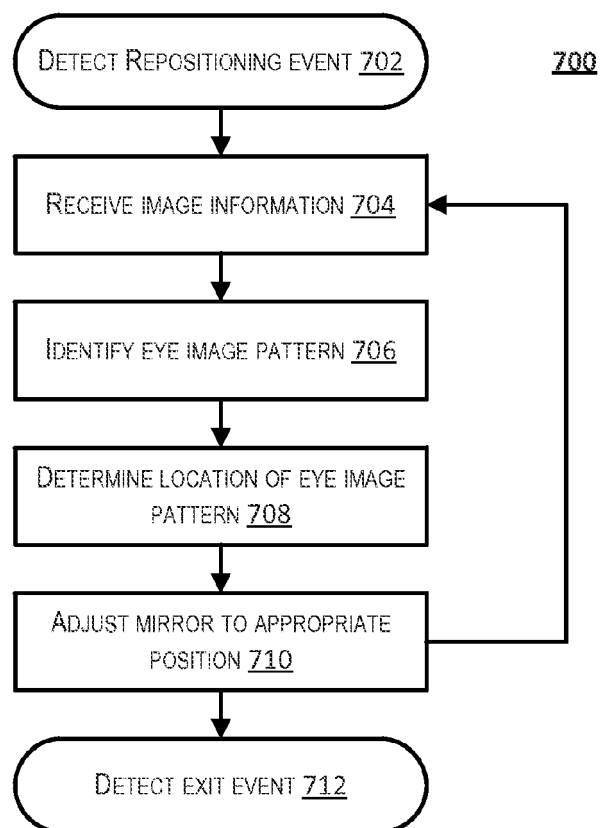 DETECT REPOSITIONING EVENT 702
700
RECEIVE IMAGE INFORMATION 704
IDENTIFY EYE IMAGE PATTERN 706
DETERMINE LOCATION OF EYE IMAGE
PATTERN 708
ADJUST MIRROR TO APPROPRIATE
POSITION 710
DETECT EXIT EVENT 712